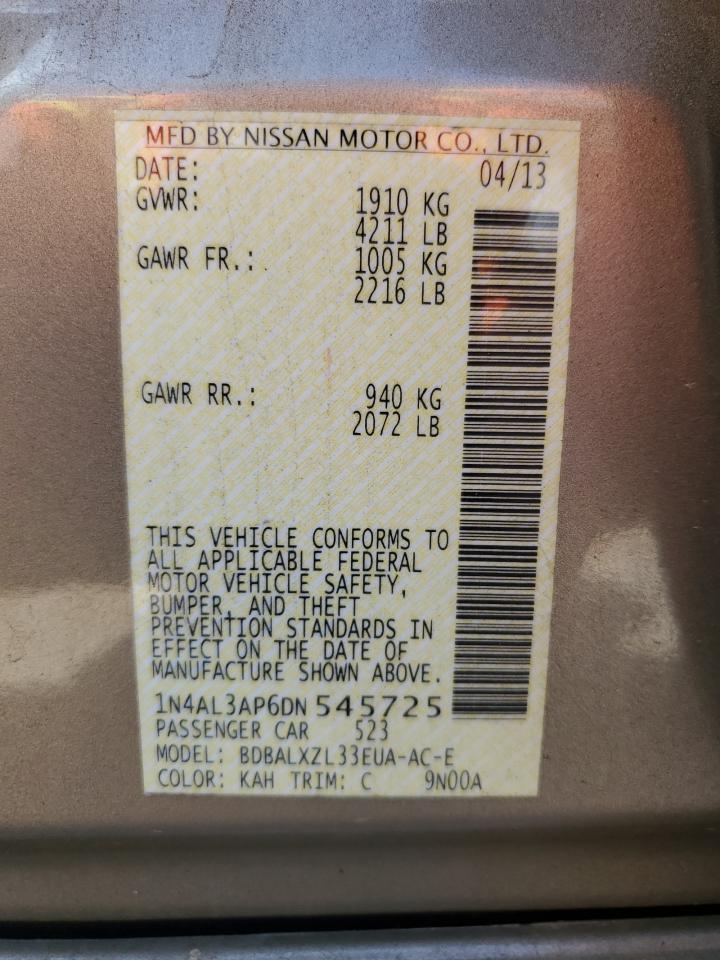 MFD BY NISSAN MOTOR CO., LTD.
DATE: 04/13
GVWR: 1910 KG
4211 LB
GAWR FR.: 1005 KG
2216 LB
GAWR RR.: 940 KG
2072 LB
THIS VEHICLE CONFORMS TO
ALL APPLICABLE FEDERAL
MOTOR VEHICLE SAFETY,
BUMPER, AND THEFT
PREVENTION STANDARDS IN
EFFECT ON THE DATE OF
MANUFACTURE SHOWN ABOVE.
1N4AL3AP6DN545725
PASSENGER CAR 523
MODEL: BDBALXZL33EUA-AC-E
COLOR: KAH TRIM: C 9N00A